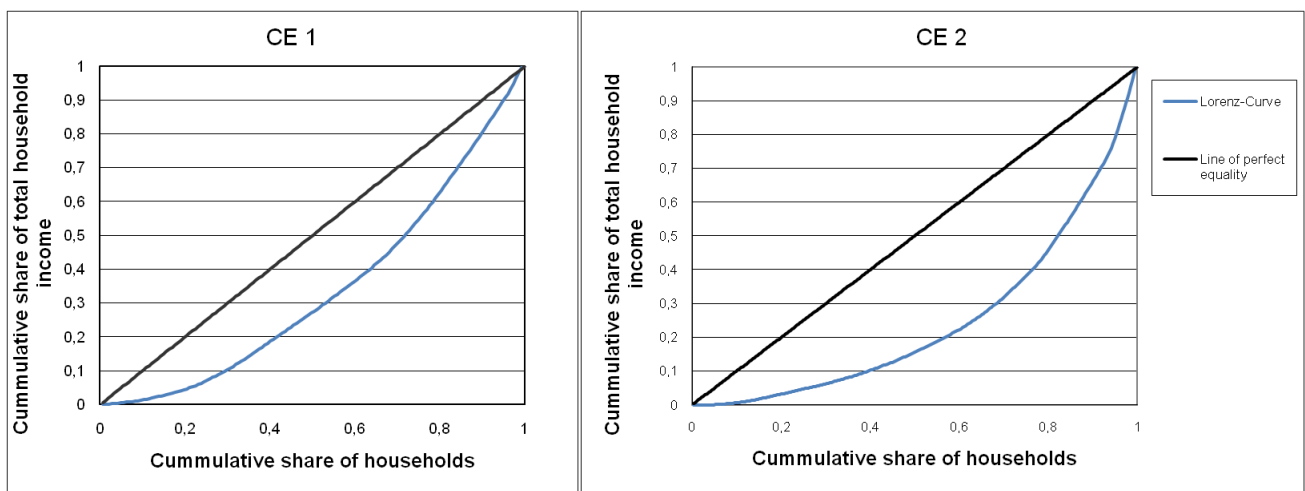 CE 1
Cummulative share of total household
income
1
0,9
0,8
0,7
0,6
0,5
0,4
0,3
0,2
0,1
0
0 0,2 0,4 0,6 0,8 1
Cummulative share of households
CE 2
Cummulative share of total household
income
1
0,9
0,8
0,7
0,6
0,5
0,4
0,3
0,2
0,1
0
0 0,2 0,4 0,6 0,8 1
Cummulative share of households
Lorenz-Curve
Line of perfect
equality